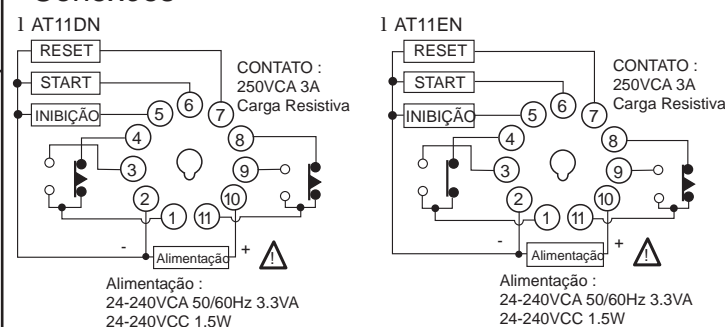 1 AT11DN
RESET
START
INIBIÇÃO
CONTATO :
250VCA 3A
Carga Resistiva
5
6
7
4
8
3
9
2
10
1
11
-
Alimentação
+
Alimentação :
24-240VCA 50/60Hz 3.3VA
24-240VCC 1.5W
1 AT11EN
RESET
START
INIBIÇÃO
CONTATO :
250VCA 3A
Carga Resistiva
5
6
7
4
8
3
9
2
10
1
11
-
Alimentação
+
Alimentação :
24-240VCA 50/60Hz 3.3VA
24-240VCC 1.5W